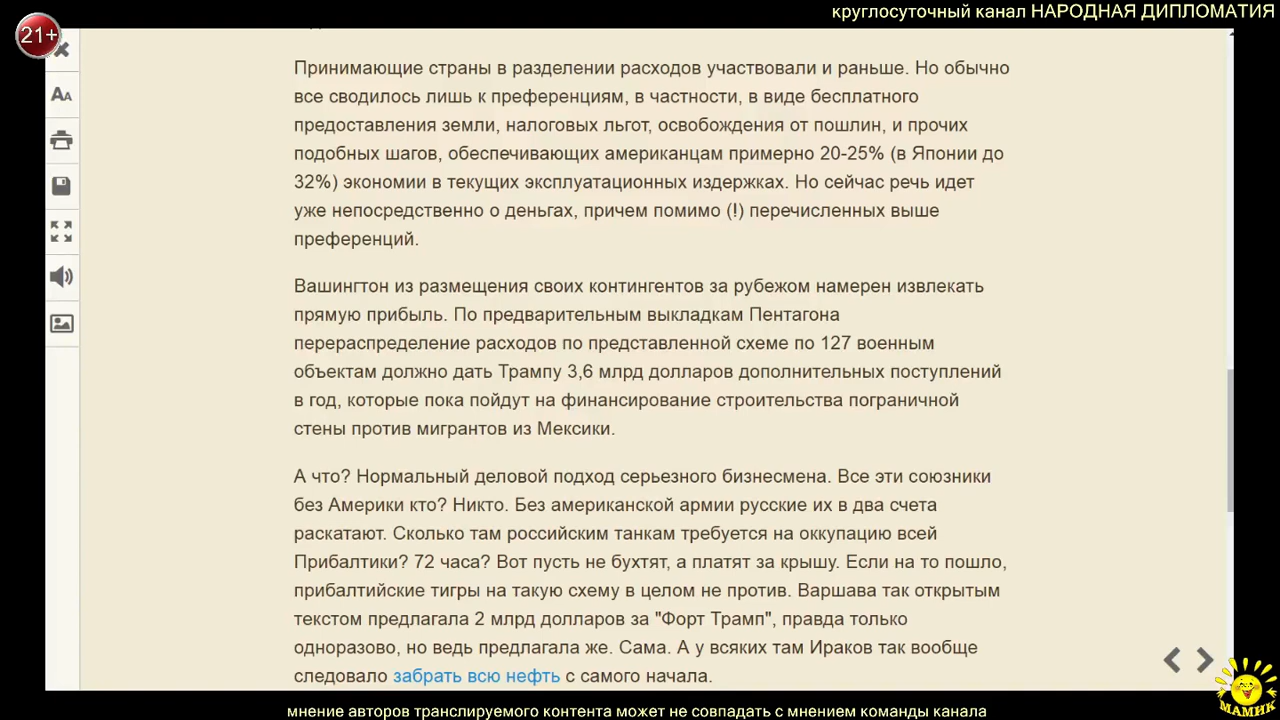 круглосуточный канал НАРОДНАЯ ДИПЛОМАТИЯ
21+
Принимающие страны в разделении расходов участвовали и раньше. Но обычно
все сводилось лишь к преференциям, в частности, в виде бесплатного
предоставления земли, налоговых льгот, освобождения от пошлин, и прочих
подобных шагов, обеспечивающих американцам примерно 20-25% (в Японии до
32%) экономии в текущих эксплуатационных издержках. Но сейчас речь идет
уже непосредственно о деньгах, причем помимо (!) перечисленных выше
преференций.
Вашингтон из размещения своих контингентов за рубежом намерен извлекать
прямую прибыль. По предварительным выкладкам Пентагона
перераспределение расходов по представленной схеме по 127 военным
объектам должно дать Трампу 3,6 млрд долларов дополнительных поступлений
в год, которые пока пойдут на финансирование строительства пограничной
стены против мигрантов из Мексики.
А что? Нормальный деловой подход серьезного бизнесмена. Все эти союзники
без Америки кто? Никто. Без американской армии русские их в два счета
раскатают. Сколько там российским танкам требуется на оккупацию всей
Прибалтики? 72 часа? Вот пусть не бухтят, а платят за крышу. Если на то пошло,
прибалтийские тигры на такую схему в целом не против. Варшава так открытым
текстом предлагала 2 млрд долларов за "Форт Трамп", правда только
одноразово, но ведь предлагала же. Сама. А у всяких там Ираков так вообще
следовало забрать всю нефть с самого начала.
МАМИК
мнение авторов транслируемого контента может не совпадать с мнением команды канала